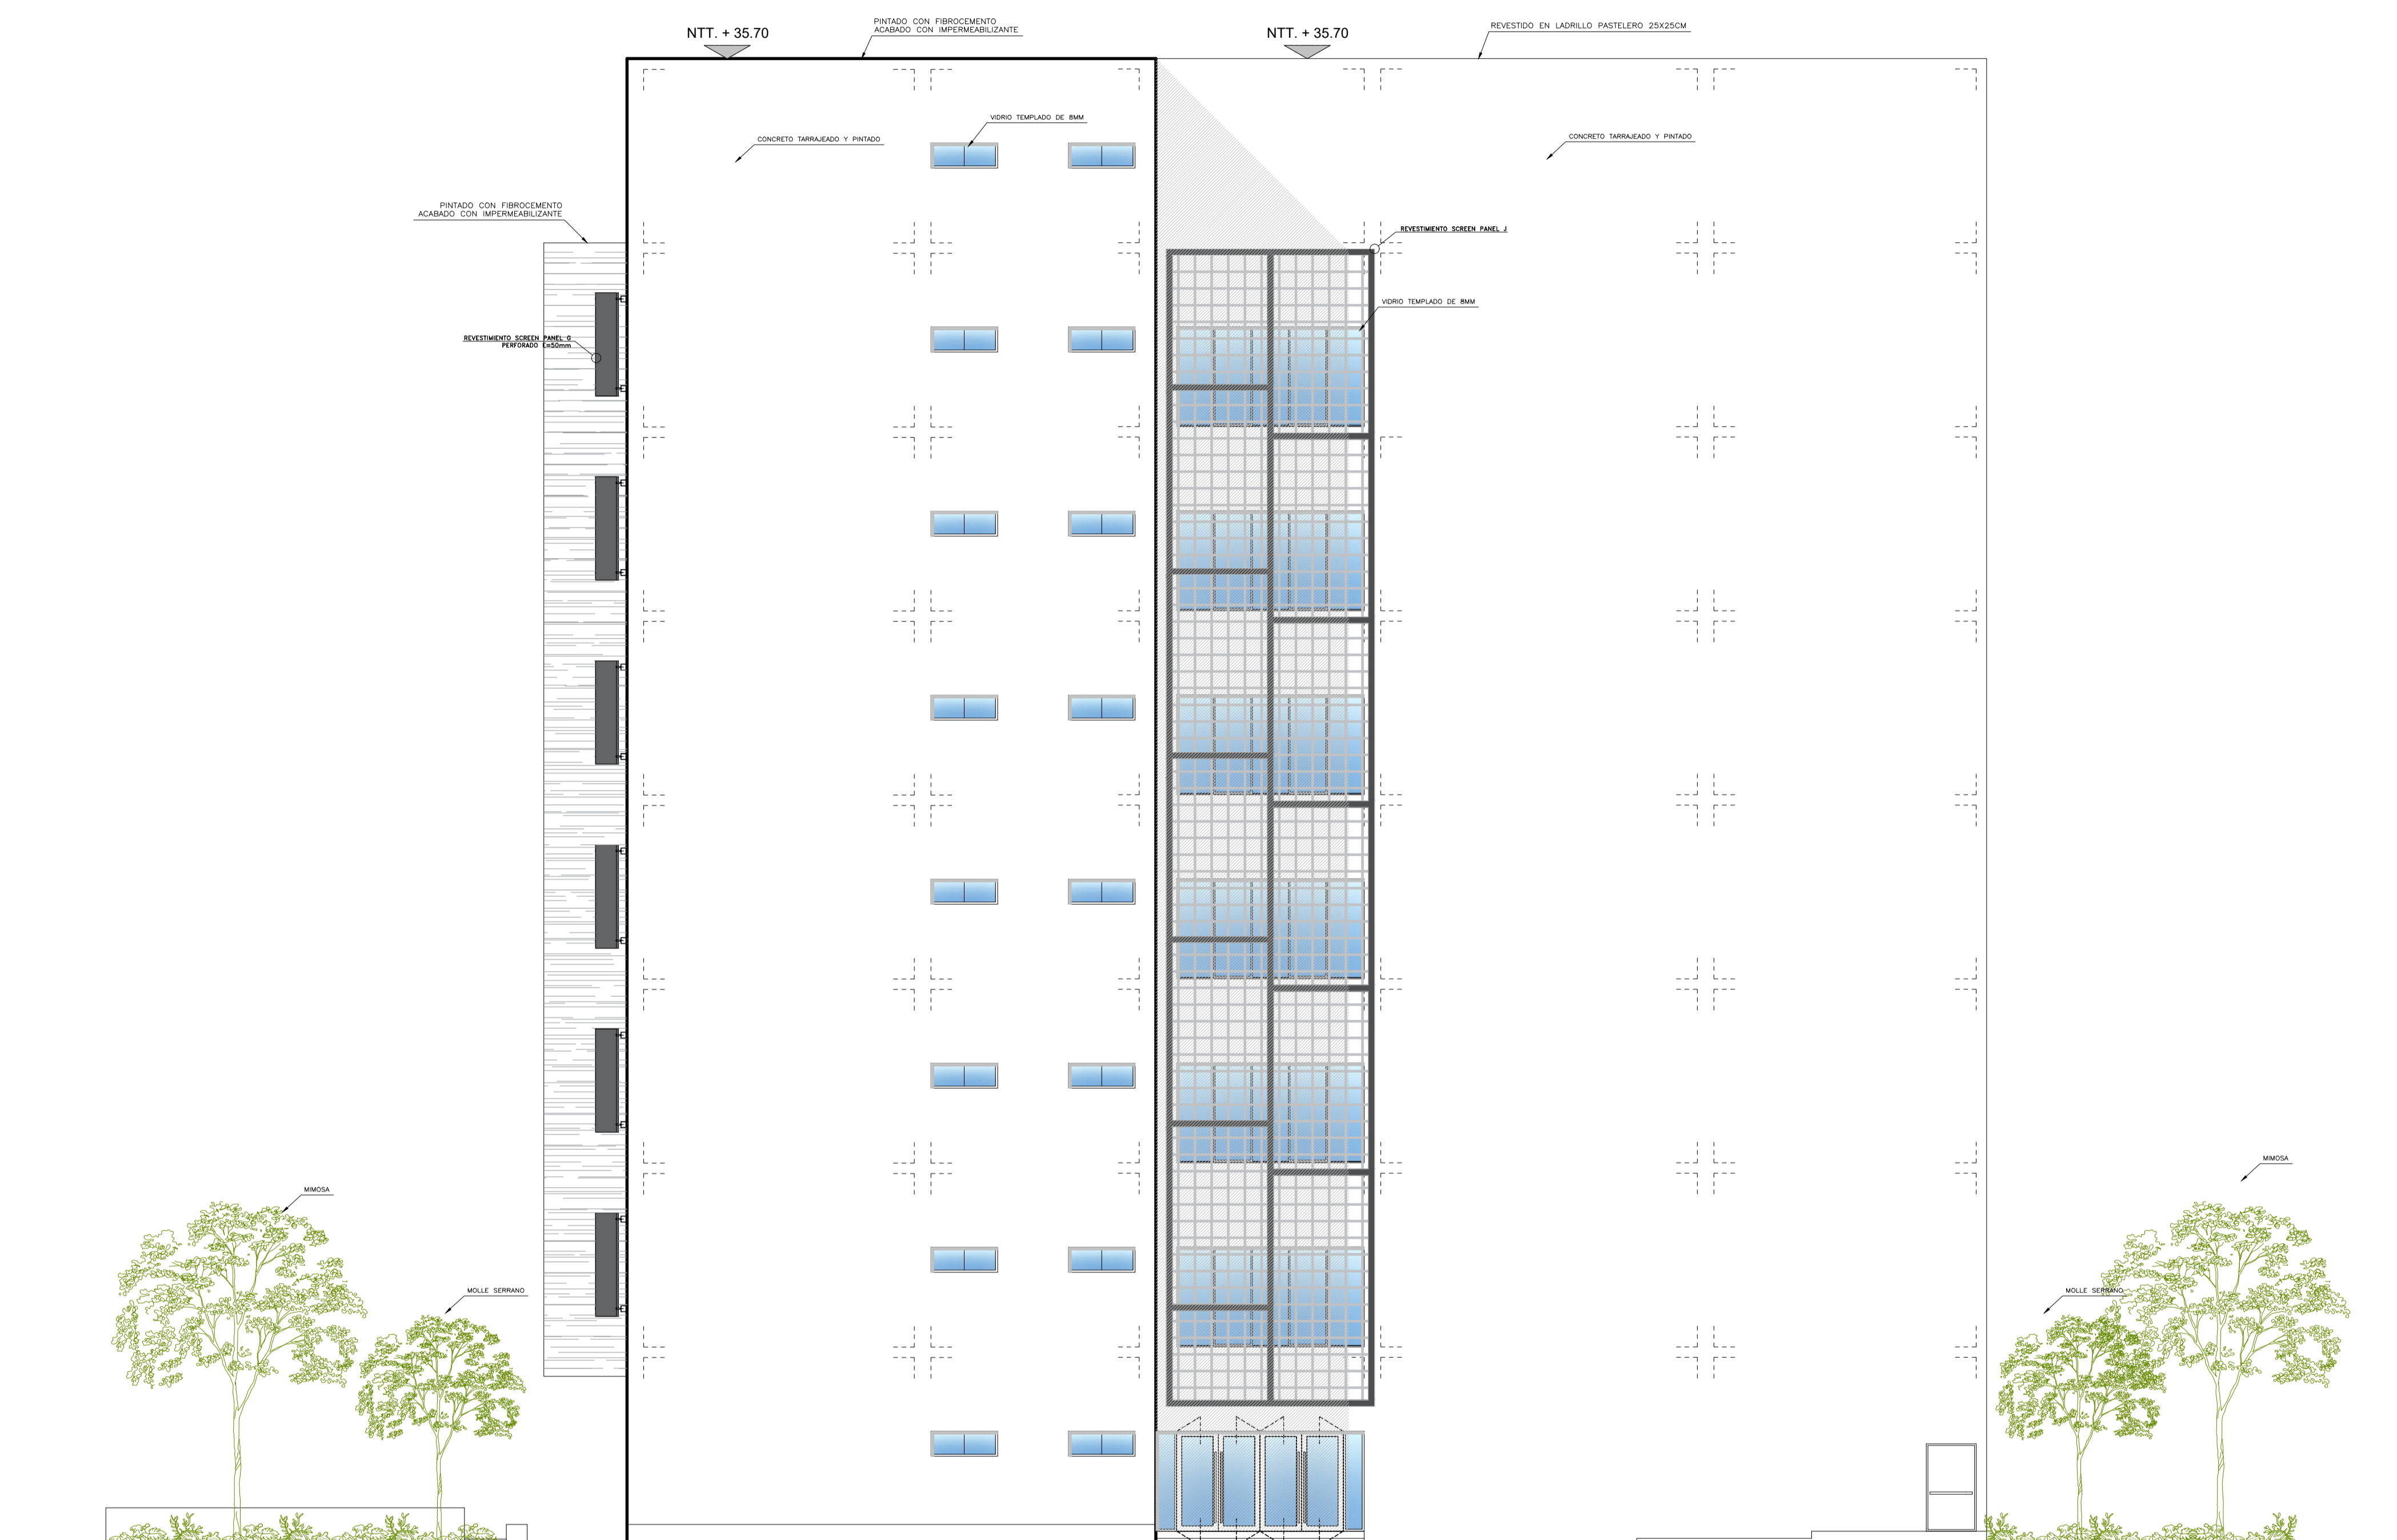 NTT. + 35.70
PINTADO CON FIBROCEMENTO
ACABADO CON IMPERMEABILIZANTE
NTT. + 35.70
REVESTIDO EN LADRILLO PASTELERO 25X25CM
VIDRIO TEMPLADO DE 8MM
CONCRETO TARRAJEADO Y PINTADO
CONCRETO TARRAJEADO Y PINTADO
PINTADO CON FIBROCEMENTO
ACABADO CON IMPERMEABILIZANTE
REVESTIMIENTO SCREEN PANEL J
VIDRIO TEMPLADO DE 8MM
REVESTIMIENTO SCREEN PANEL G
PERFORADO E=50mm
MIMOSA
MIMOSA
MOLLE SERRANO
MOLLE SERRANO